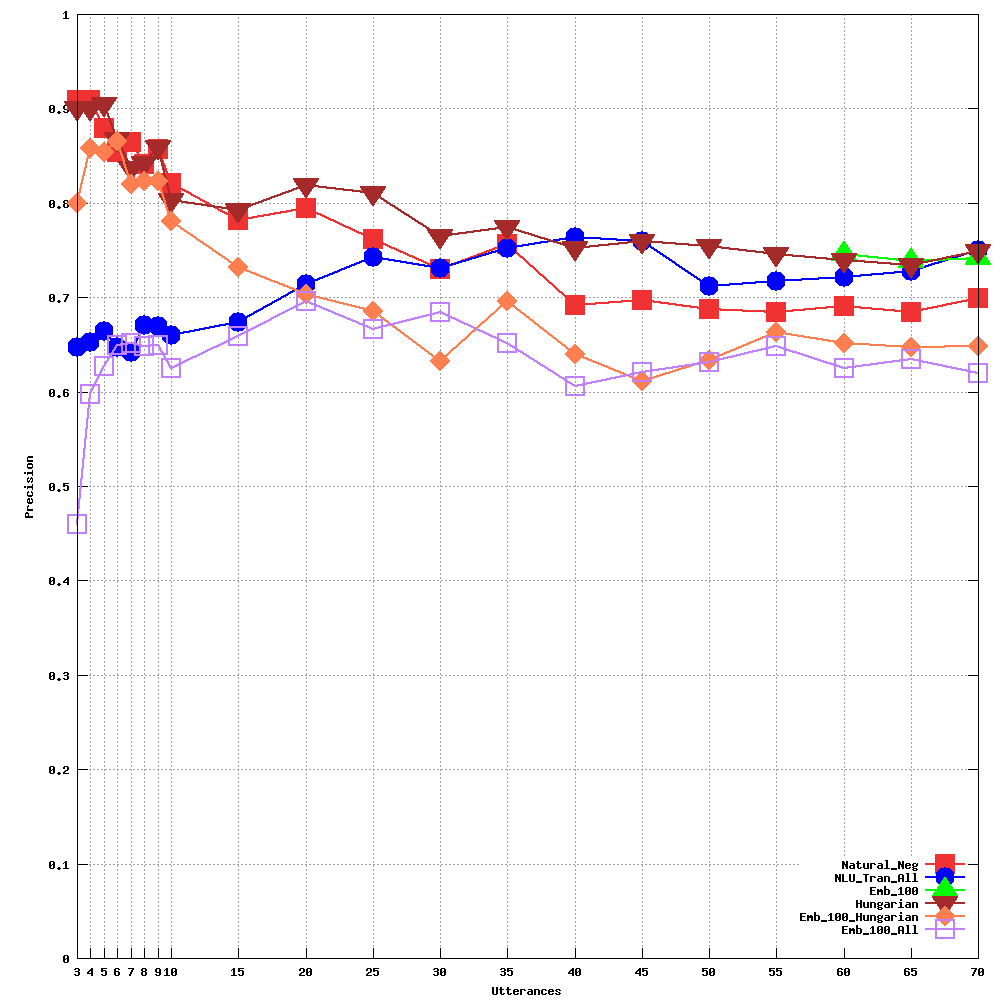 1
0.9
0.8
0.7
0.6
0.5
0.4
0.3
0.2
0.1
0
Precision
3 4 5 6 7 8 9 10 15 20 25 30 35 40 45 50 55 60 65 70
Utterances
Natural_Neg
NLU_Tran_All
Emb_100
Hungarian
Emb_100_Hungarian
Emb_100_All